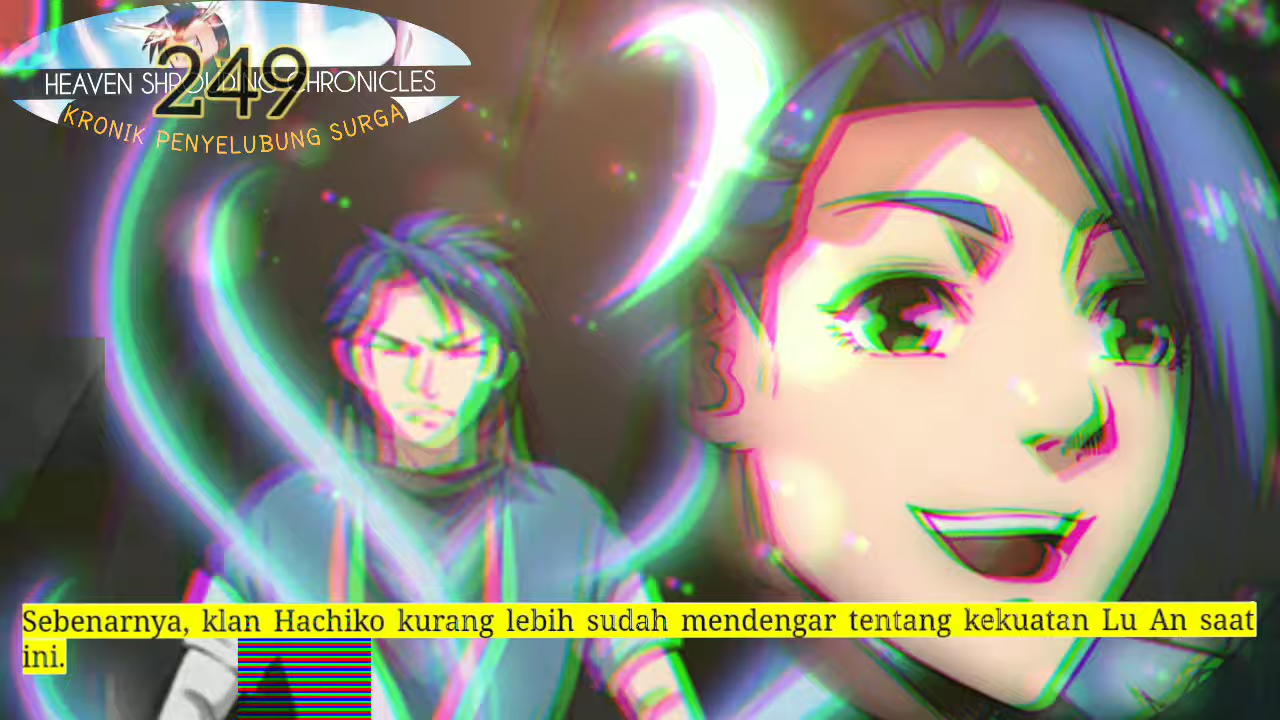 249
HEAVEN SHROUDING CHRONICLES
KRONIK PENYELUBUNG SURGA
Sebenarnya, klan Hachiko kurang lebih sudah mendengar tentang kekuatan Lu An saat
ini.